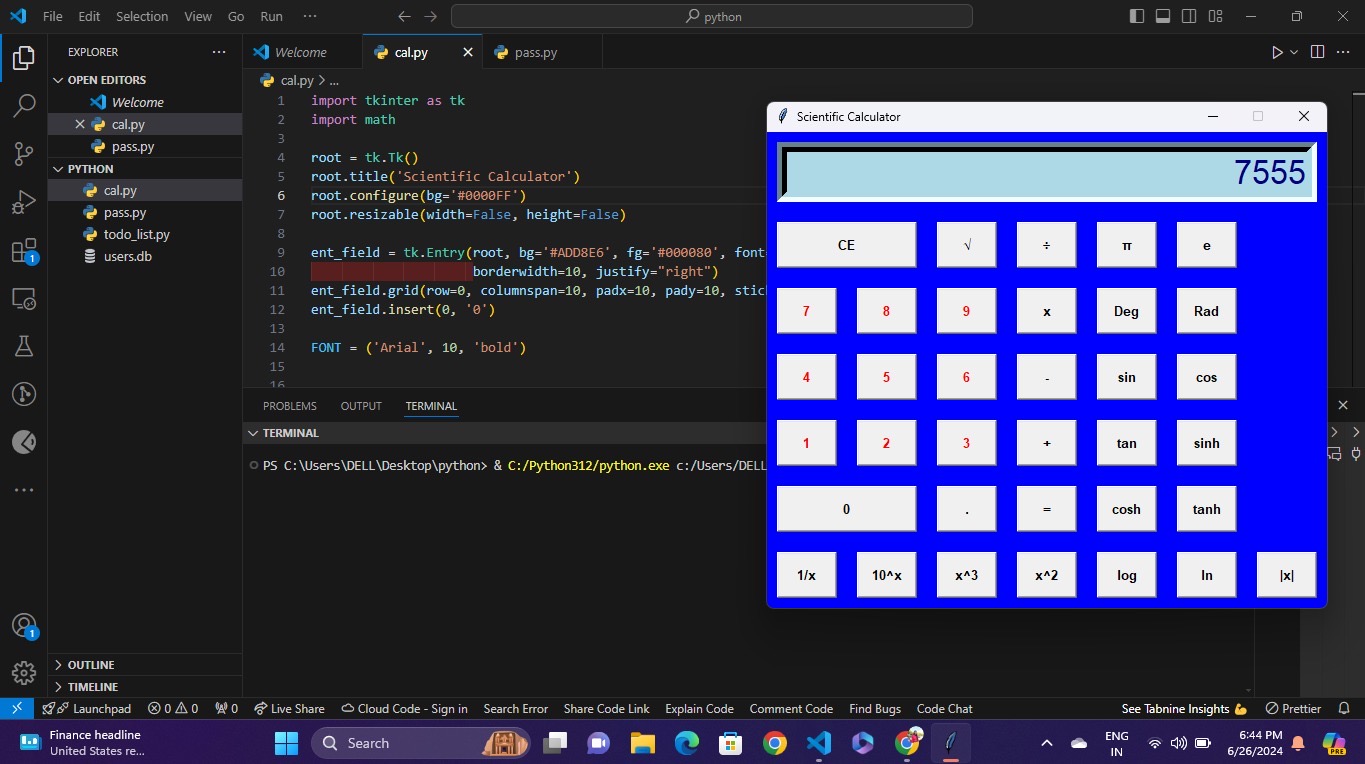 File Edit Selection View Go Run ···
python
EXPLORER ···
OPEN EDITORS
Welcome
cal.py
pass.py
PYTHON
cal.py
pass.py
todo_list.py
users.db
OUTLINE
TIMELINE
1
1
Welcome cal.py pass.py
cal.py > ...
1 import tkinter as tk
2 import math
3
4 root = tk.Tk()
5 root.title('Scientific Calculator')
6 root.configure(bg='#0000FF')
7 root.resizable(width=False, height=False)
8
9 ent_field = tk.Entry(root, bg='#ADD8E6', fg='#000080', font
10 borderwidth=10, justify="right")
11 ent_field.grid(row=0, columnspan=10, padx=10, pady=10, stic
12 ent_field.insert(0, '0')
13
14 FONT = ('Arial', 10, 'bold')
15
16
PROBLEMS OUTPUT TERMINAL
TERMINAL
PS C:\Users\DELL\Desktop\python> & C:/Python312/python.exe c:/Users/DELL
Scientific Calculator
7555
CE √ ÷ π e
7 8 9 x Deg Rad
4 5 6 - sin cos
1 2 3 + tan sinh
0 . = cosh tanh
1/x 10^x x^3 x^2 log ln |x|
Launchpad 0 0 0 Live Share Cloud Code - Sign in Search Error Share Code Link Explain Code Comment Code Find Bugs Code Chat See Tabnine Insights 💪 Prettier
Finance headline
United States re...
Search
ENG
IN
6:44 PM
6/26/2024
PRE